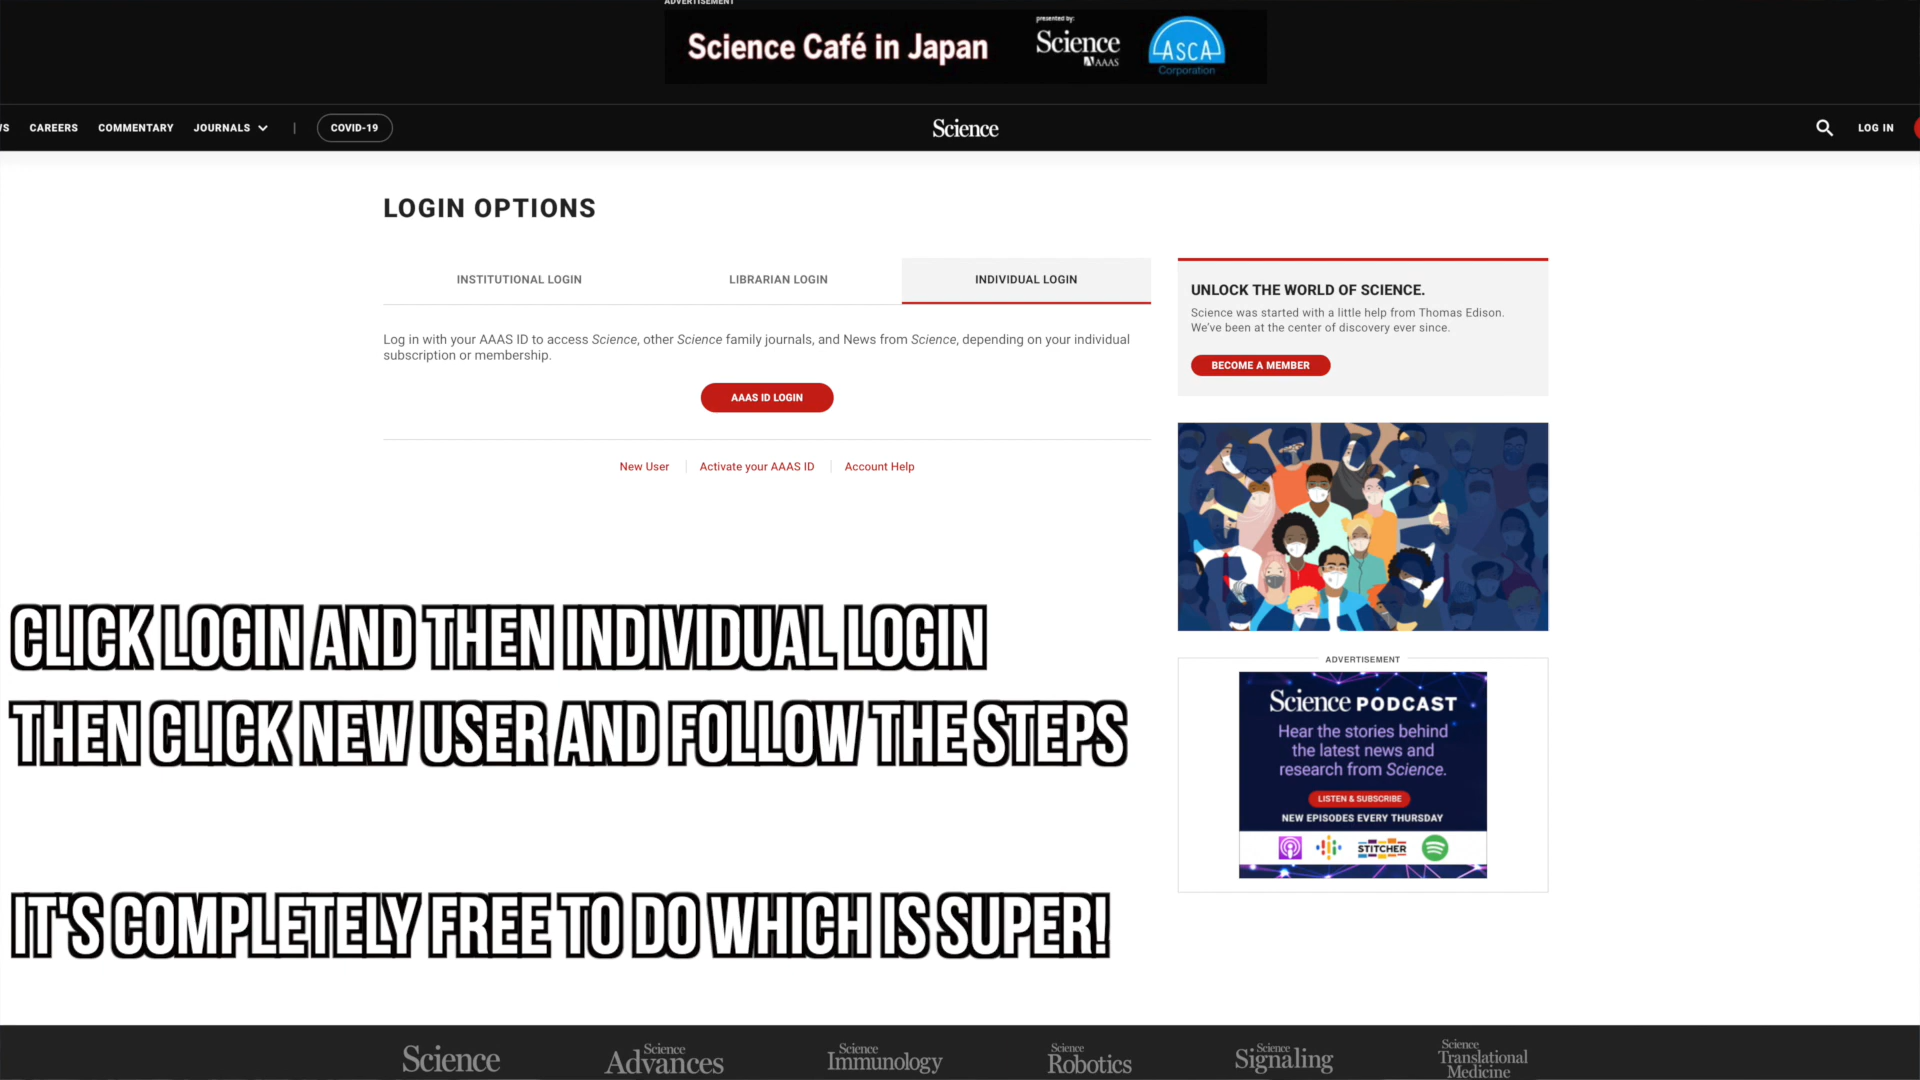 ADVERTISEMENT
Science Café in Japan
presented by:
Science
AAAS
ASCA
Corporation
CAREERS COMMENTARY JOURNALS | COVID-19
Science
LOG IN
LOGIN OPTIONS
INSTITUTIONAL LOGIN LIBRARIAN LOGIN INDIVIDUAL LOGIN
Log in with your AAAS ID to access Science, other Science family journals, and News from Science, depending on your individual
subscription or membership.
AAAS ID LOGIN
New User Activate your AAAS ID Account Help
UNLOCK THE WORLD OF SCIENCE.
Science was started with a little help from Thomas Edison.
We've been at the center of discovery ever since.
BECOME A MEMBER
ADVERTISEMENT
Science PODCAST
Hear the stories behind
the latest news and
research from Science.
LISTEN & SUBSCRIBE
NEW EPISODES EVERY THURSDAY
STITCHER
CLICK LOGIN AND THEN INDIVIDUAL LOGIN
THEN CLICK NEW USER AND FOLLOW THE STEPS
IT'S COMPLETELY FREE TO DO WHICH IS SUPER!
Science
Science
Advances
Science
Immunology
Science
Robotics
Science
Signaling
Science
Translational
Medicine